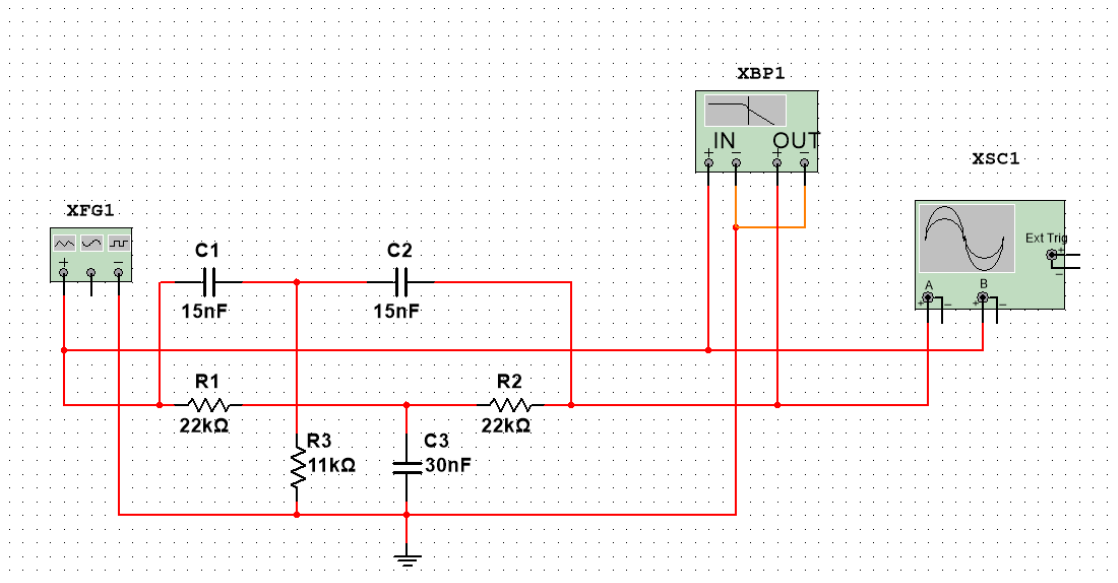 XBP1
IN OUT
+ − + −
XSC1
XFG1
Ext Trig
+
−
A B
+ − + −
+ −
C1
15nF
C2
15nF
R1
22kΩ
R2
22kΩ
R3
11kΩ
C3
30nF